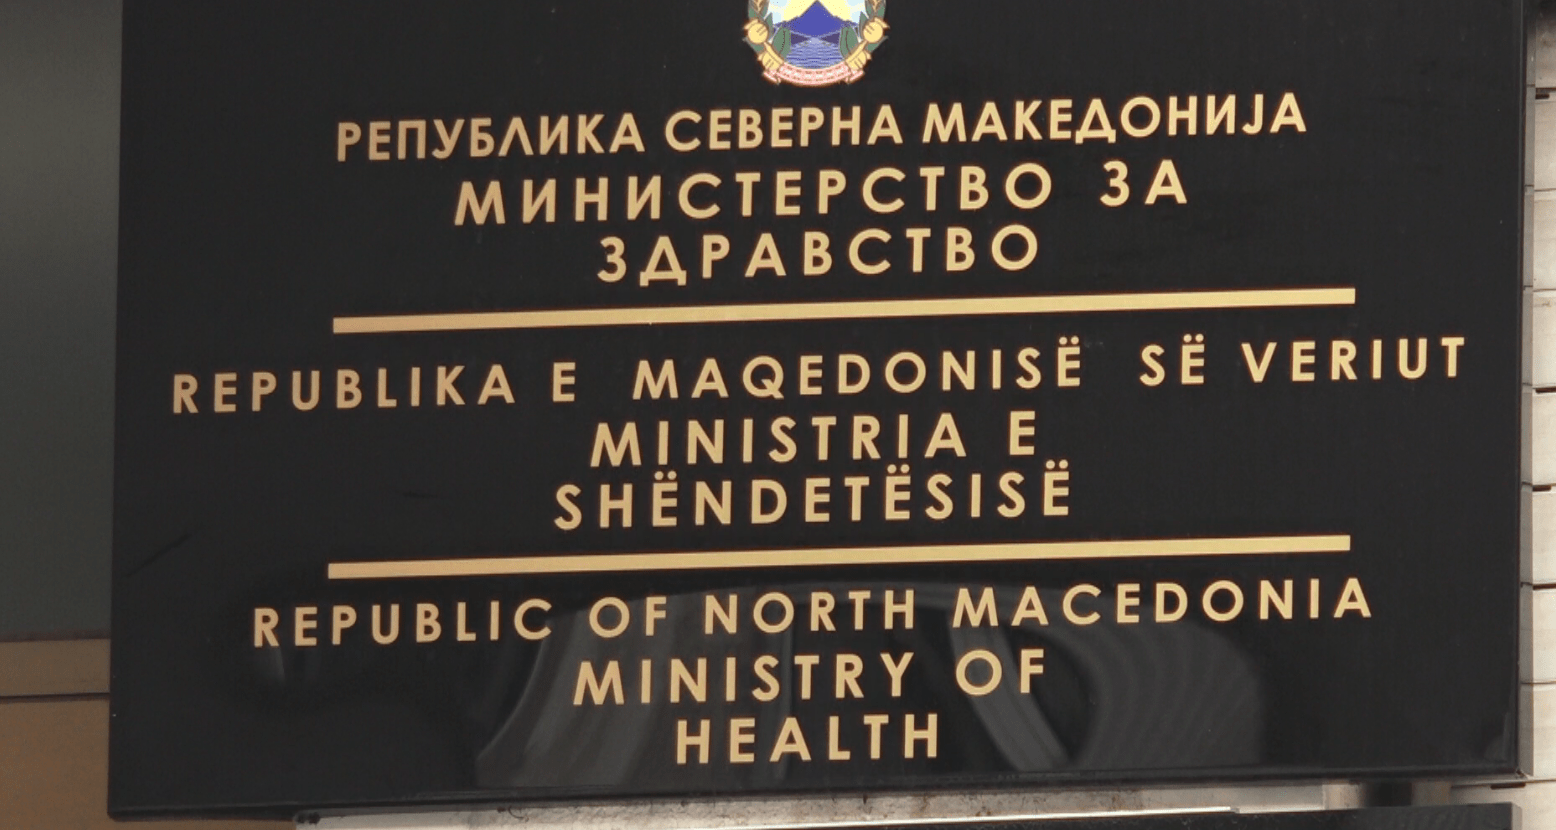 РЕПУБЛИКА СЕВЕРНА МАКЕДОНИЈА
МИНИСТЕРСТВО ЗА
ЗДРАВСТВО
REPUBLIKA E MAQEDONISË SË VERIUT
MINISTRIA E
SHËNDETËSISË
REPUBLIC OF NORTH MACEDONIA
MINISTRY OF
HEALTH